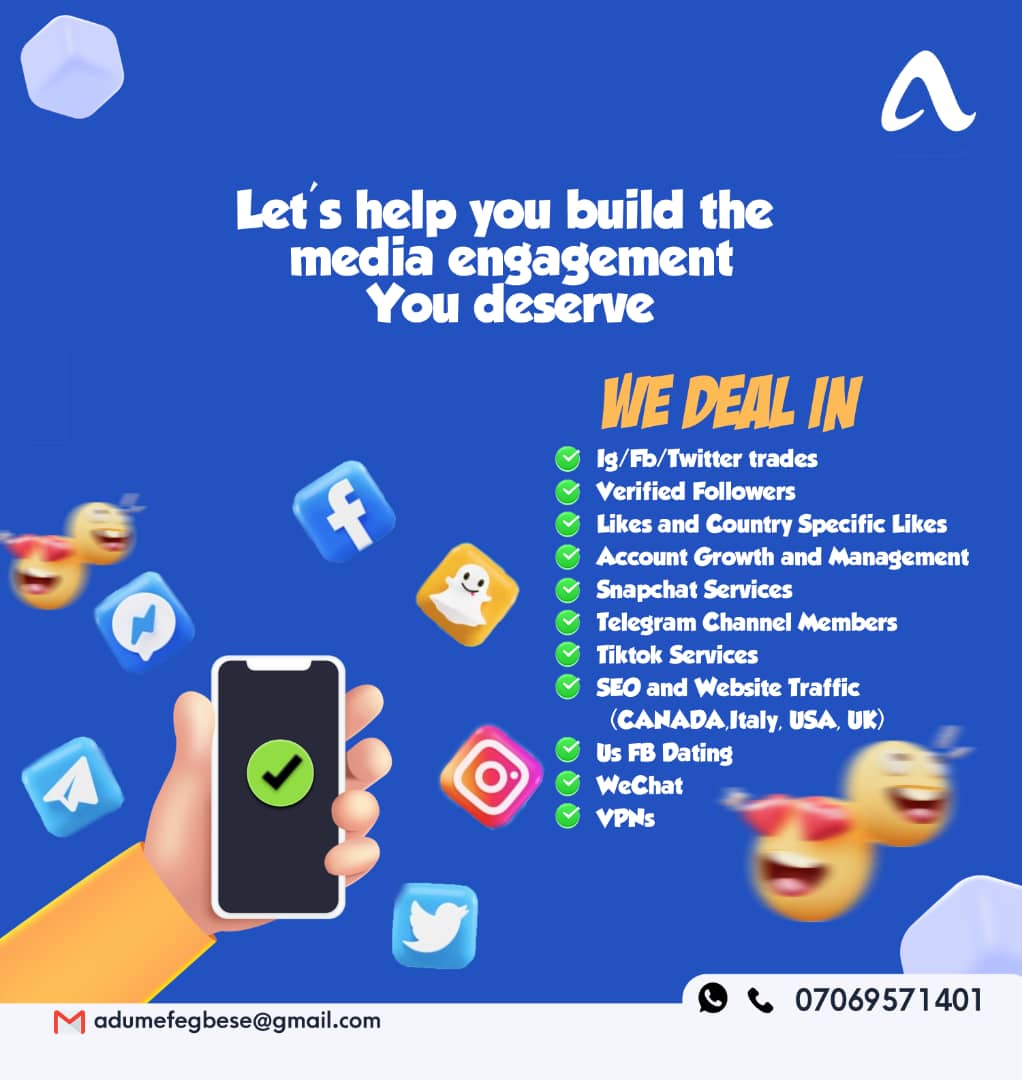 Let's help you build the
media engagement
You deserve
WE DEAL IN
Ig/Fb/Twitter trades
Verified Followers
Likes and Country Specific Likes
Account Growth and Management
Snapchat Services
Telegram Channel Members
Tiktok Services
SEO and Website Traffic
(CANADA,Italy, USA, UK)
Us FB Dating
WeChat
VPNs
07069571401
adumefegbese@gmail.com